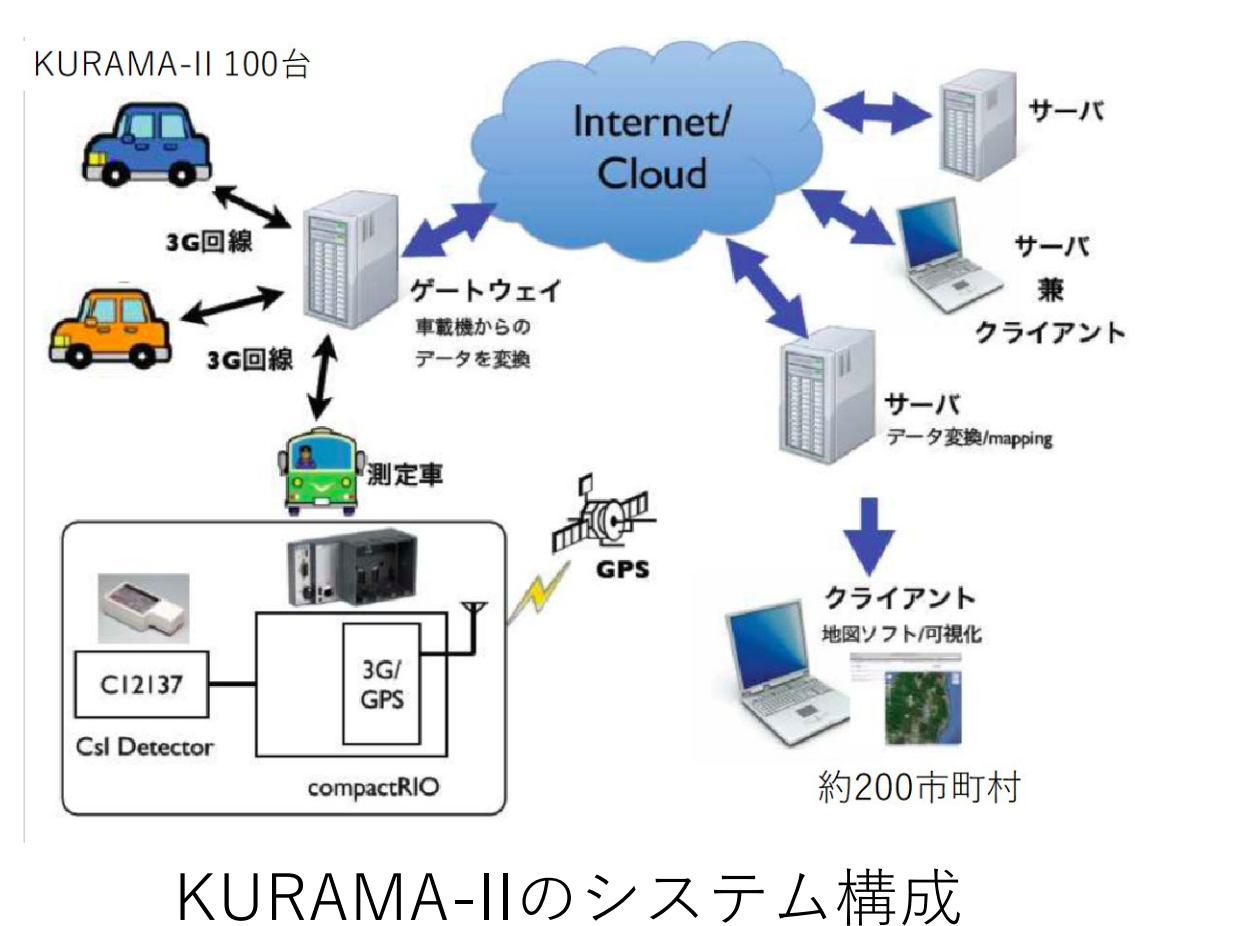 KURAMA-II 100台
Internet/
Cloud
サーバ
3G回線
サーバ
兼
クライアント
ゲートウェイ
車載機からの
データを変換
3G回線
サーバ
データ変換/mapping
測定車
GPS
クライアント
地図ソフト/可視化
C12137
3G/
GPS
CsI Detector
compactRIO
約200市町村
KURAMA-IIのシステム構成